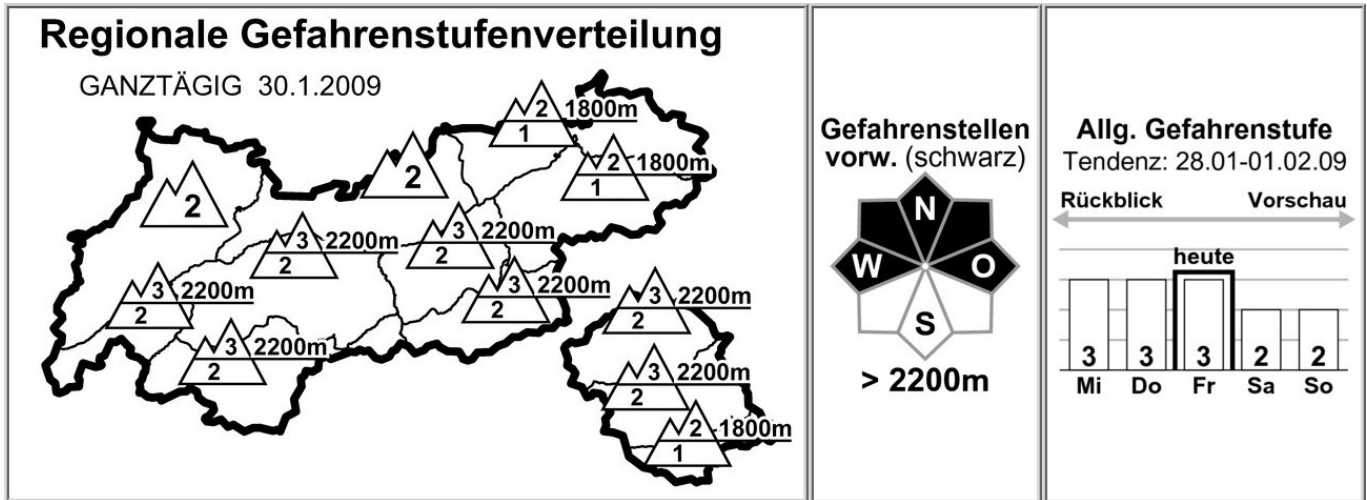 Regionale Gefahrenstufenverteilung
GANZTÄGIG 30.1.2009
2 1800m
1
2 1800m
1
2
2
3 2200m
2
3 2200m
2
3 2200m
2
3 2200m
2
3 2200m
2
3 2200m
2
3 2200m
2
2 1800m
1
Gefahrenstellen
vorw. (schwarz)
N
W O
S
> 2200m
Allg. Gefahrenstufe
Tendenz: 28.01-01.02.09
Rückblick Vorschau
heute
3 3 3 2 2
Mi Do Fr Sa So